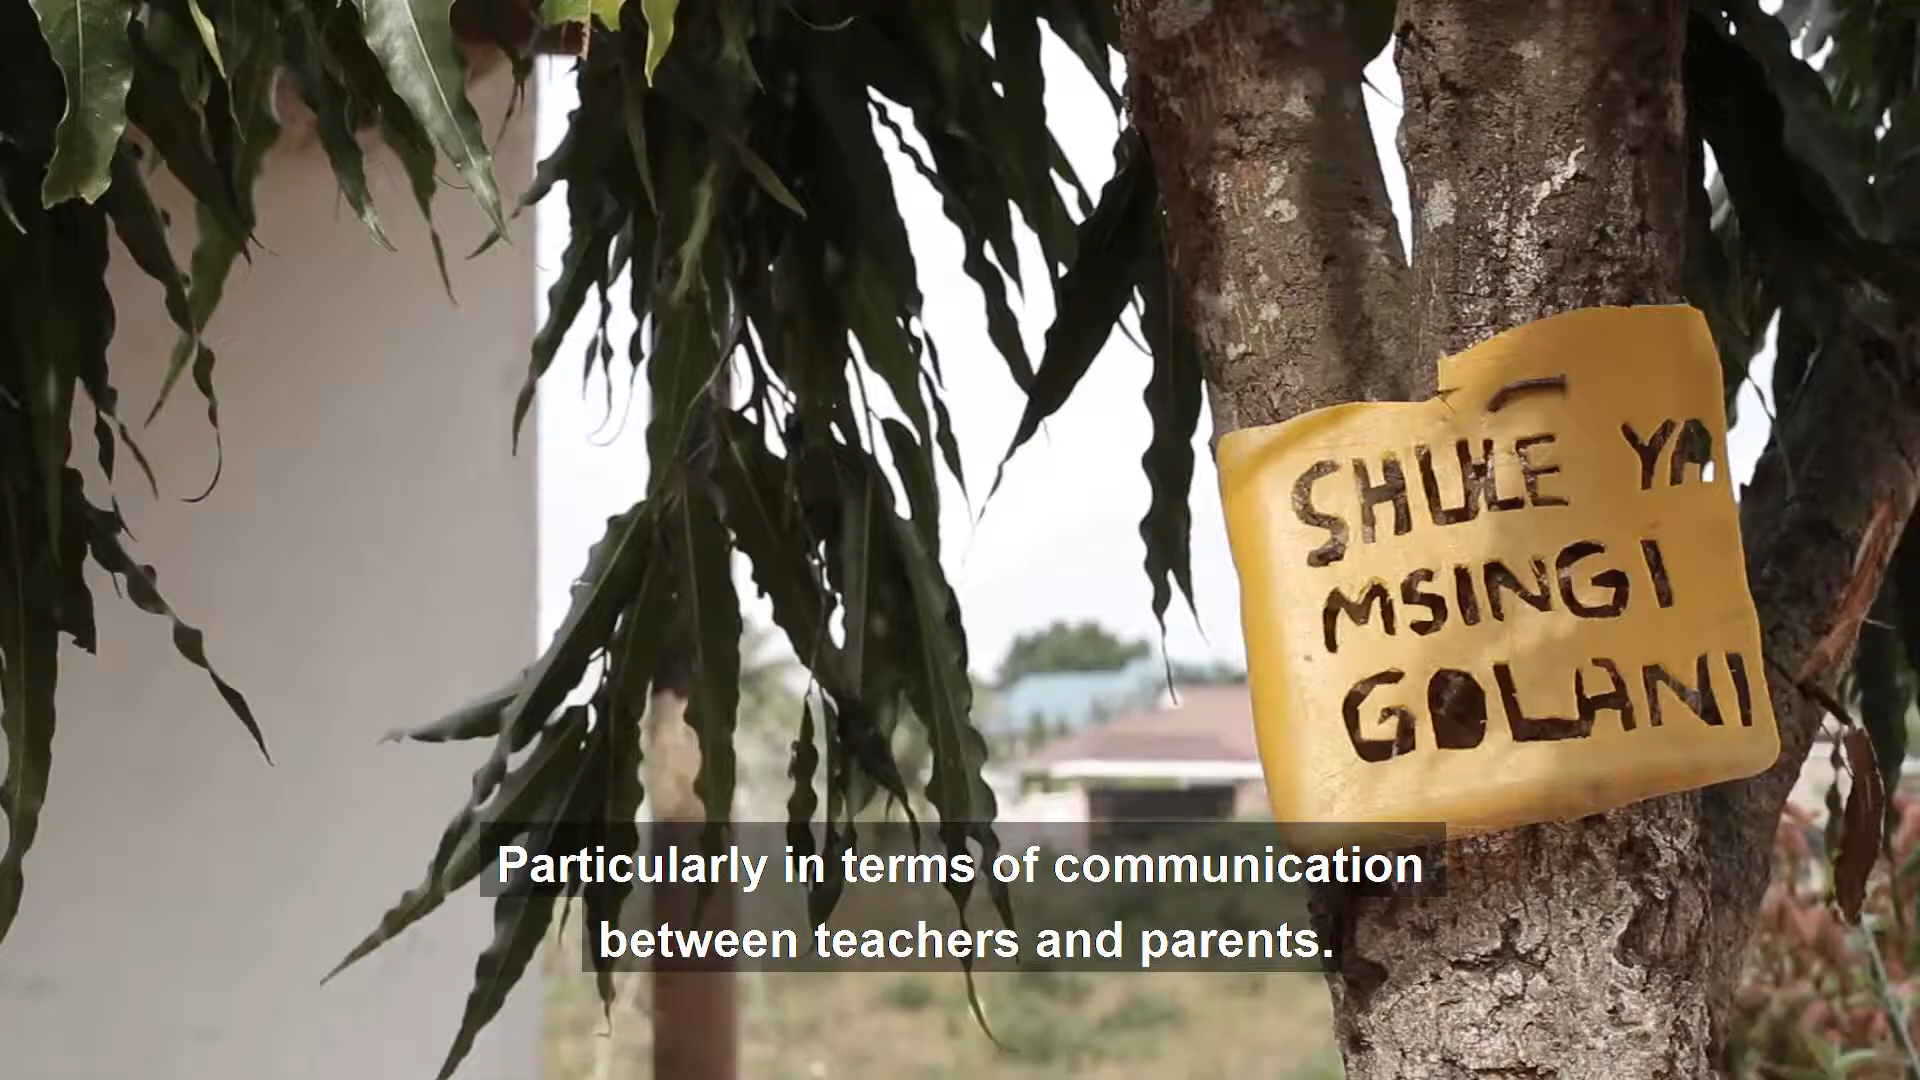 SHULE YA
MSINGI
GOLANI
Particularly in terms of communication
between teachers and parents.